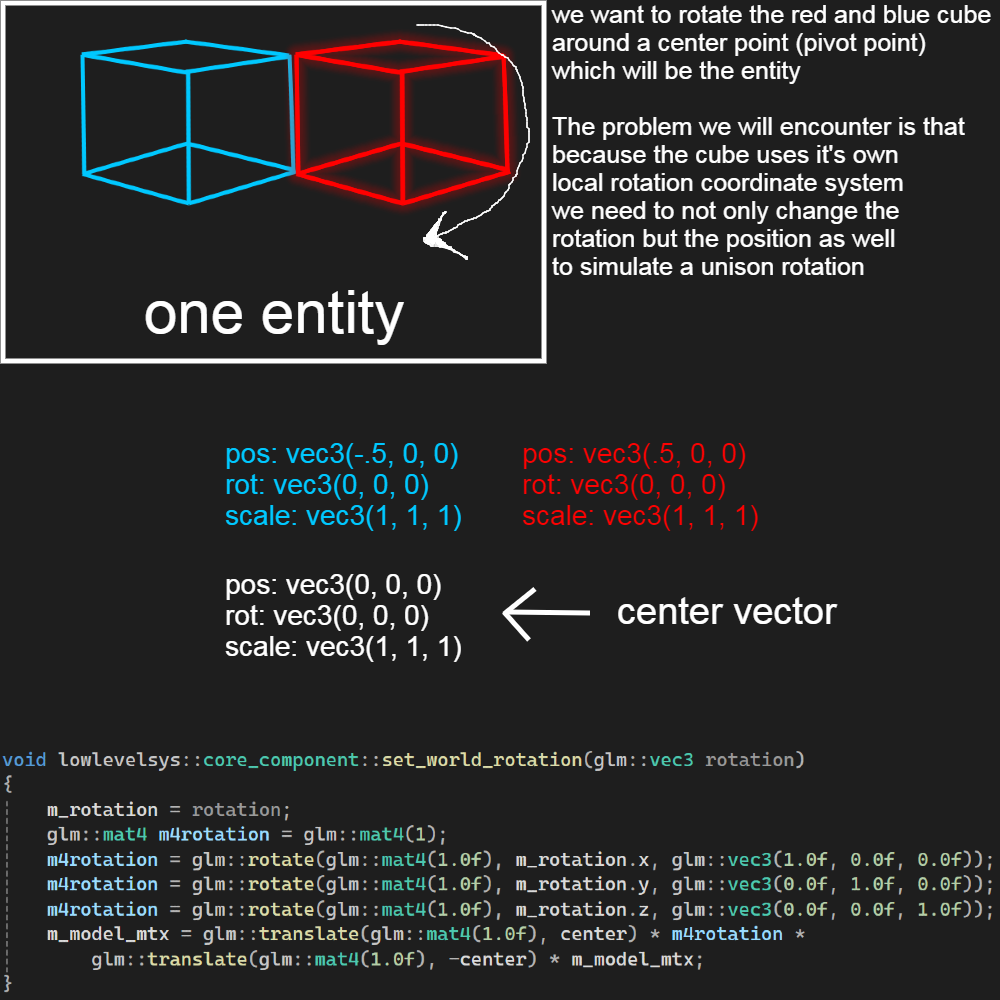 we want to rotate the red and blue cube
around a center point (pivot point)
which will be the entity
The problem we will encounter is that
because the cube uses it's own
local rotation coordinate system
we need to not only change the
rotation but the position as well
to simulate a unison rotation
one entity
pos: vec3(-.5, 0, 0)
rot: vec3(0, 0, 0)
scale: vec3(1, 1, 1)
pos: vec3(.5, 0, 0)
rot: vec3(0, 0, 0)
scale: vec3(1, 1, 1)
pos: vec3(0, 0, 0)
rot: vec3(0, 0, 0)
scale: vec3(1, 1, 1)
center vector
void lowlevelsys::core_component::set_world_rotation(glm::vec3 rotation)
{
    m_rotation = rotation;
    glm::mat4 m4rotation = glm::mat4(1);
    m4rotation = glm::rotate(glm::mat4(1.0f), m_rotation.x, glm::vec3(1.0f, 0.0f, 0.0f));
    m4rotation = glm::rotate(glm::mat4(1.0f), m_rotation.y, glm::vec3(0.0f, 1.0f, 0.0f));
    m4rotation = glm::rotate(glm::mat4(1.0f), m_rotation.z, glm::vec3(0.0f, 0.0f, 1.0f));
    m_model_mtx = glm::translate(glm::mat4(1.0f), center) * m4rotation *
        glm::translate(glm::mat4(1.0f), -center) * m_model_mtx;
}